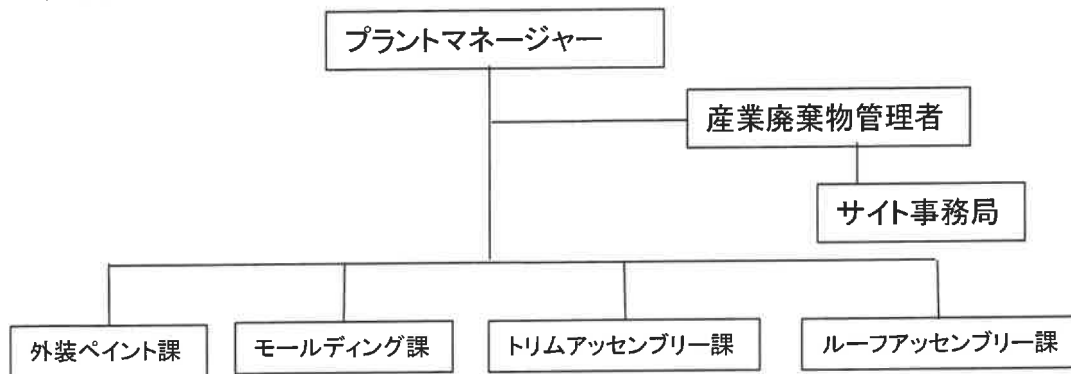 プラントマネージャー
産業廃棄物管理者
サイト事務局
外装ペイント課
モールディング課
トリムアッセンブリー課
ルーフアッセンブリー課